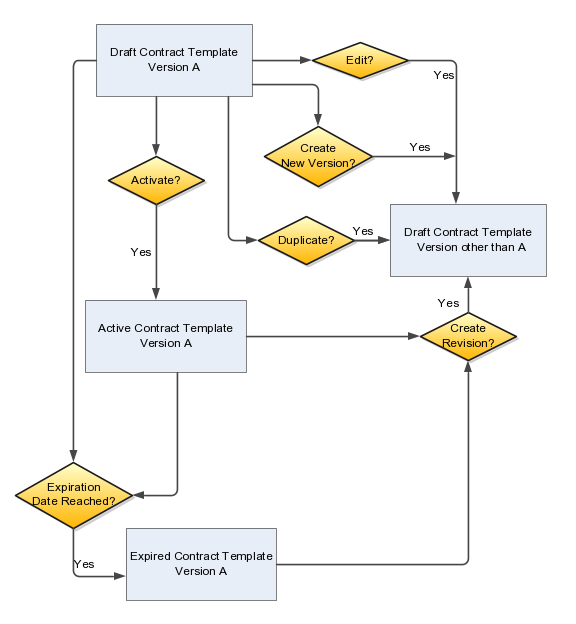 Draft Contract Template
Version A
Edit?
Yes
Create
New Version?
Yes
Activate?
Duplicate?
Yes
Draft Contract Template
Version other than A
Yes
Active Contract Template
Version A
Yes
Create
Revision?
Expiration
Date Reached?
Yes
Expired Contract Template
Version A